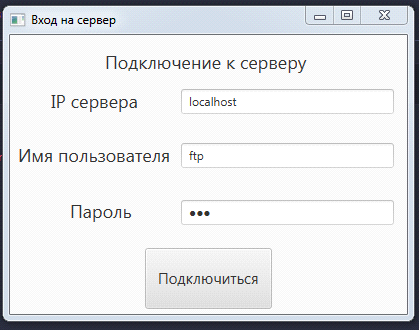 Вход на сервер
Подключение к серверу
IP сервера localhost
Имя пользователя ftp
Пароль ●●●
Подключиться